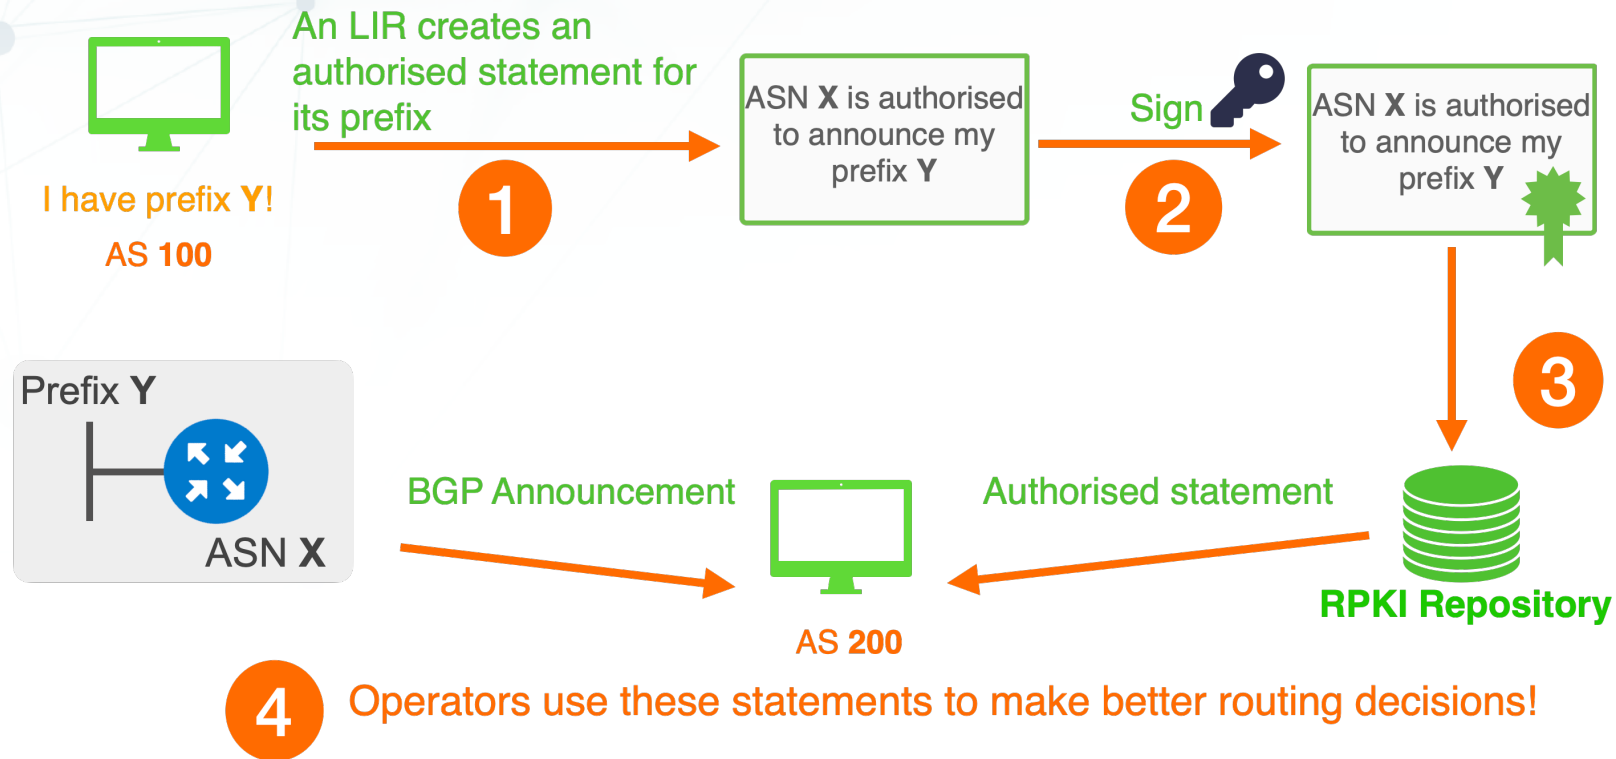 An LIR creates an
authorised statement for
its prefix
I have prefix Y!
AS 100
1
ASN X is authorised
to announce my
prefix Y
Sign
2
ASN X is authorised
to announce my
prefix Y
3
Prefix Y
ASN X
BGP Announcement
AS 200
Authorised statement
RPKI Repository
4
Operators use these statements to make better routing decisions!